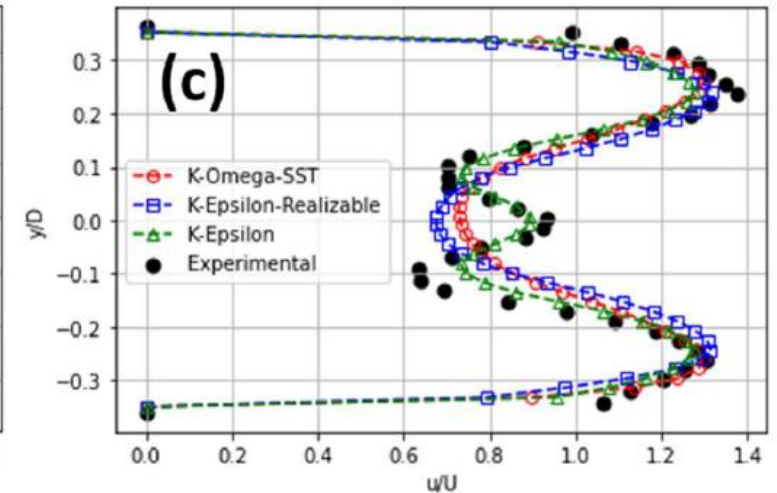 (c)
0.3
0.2
0.1
0.0
−0.1
−0.2
−0.3
y/D
K-Omega-SST
K-Epsilon-Realizable
K-Epsilon
Experimental
0.0 0.2 0.4 0.6 0.8 1.0 1.2 1.4
u/U